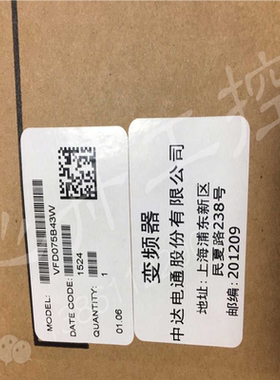 MODEL:
VFD075B43W
DATE CODE:
1524
QUANTITY:
1
01.06
变频器
中达电通股份有限公司
地址: 上海浦东新区
民夏路238号
邮编: 201209